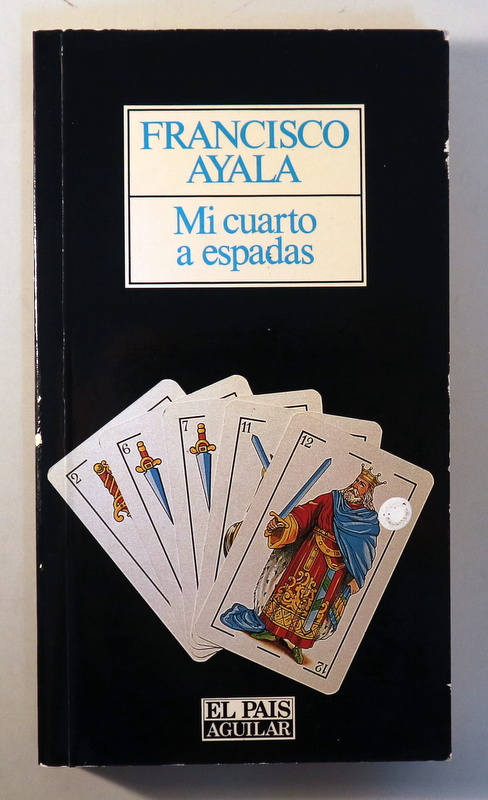 FRANCISCO
AYALA
Mi cuarto
a espadas
2
6
7
11
12
12
EL PAIS
AGUILAR